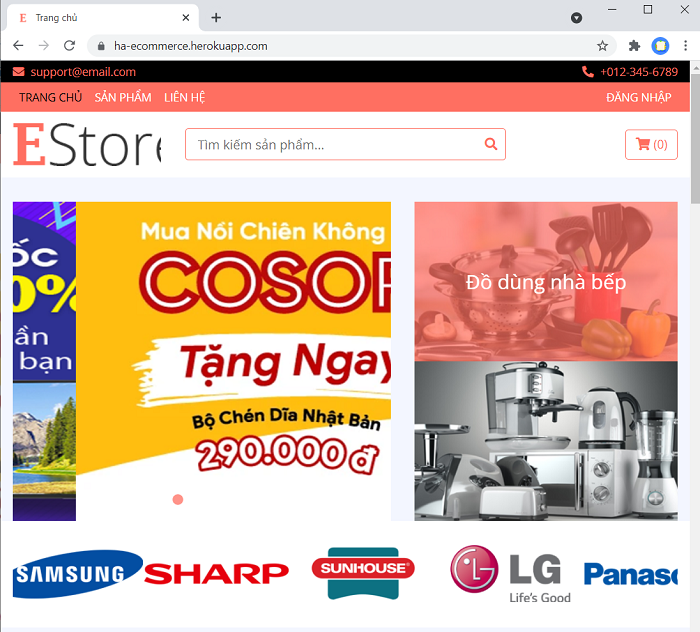 E Trang chủ
ha-ecommerce.herokuapp.com
support@email.com
+012-345-6789
TRANG CHỦ SẢN PHẨM LIÊN HỆ
ĐĂNG NHẬP
EStore
Tìm kiếm sản phẩm...
(0)
ốc
0%
ần
bạn
Mua Nồi Chiên Không
COSOR
Tặng Ngay
Bộ Chén Dĩa Nhật Bản
290.000đ
Đồ dùng nhà bếp
SAMSUNG
SHARP
SUNHOUSE
LG
Life's Good
Panaso